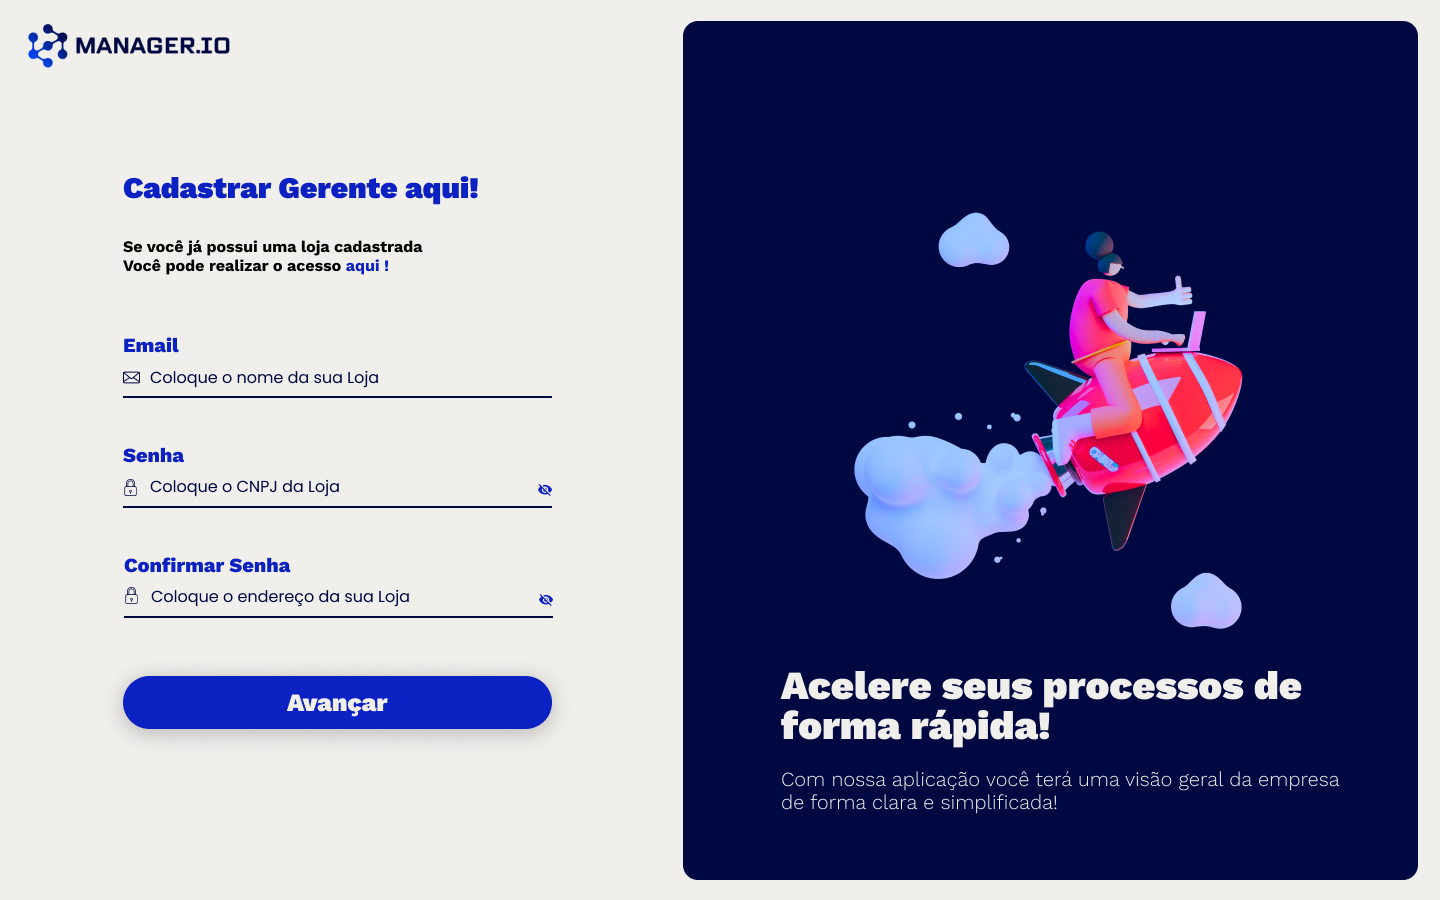 MANAGER.IO
Cadastrar Gerente aqui!
Se você já possui uma loja cadastrada
Você pode realizar o acesso aqui !
Email
Coloque o nome da sua Loja
Senha
Coloque o CNPJ da Loja
Confirmar Senha
Coloque o endereço da sua Loja
Avançar
Acelere seus processos de
forma rápida!
Com nossa aplicação você terá uma visão geral da empresa
de forma clara e simplificada!